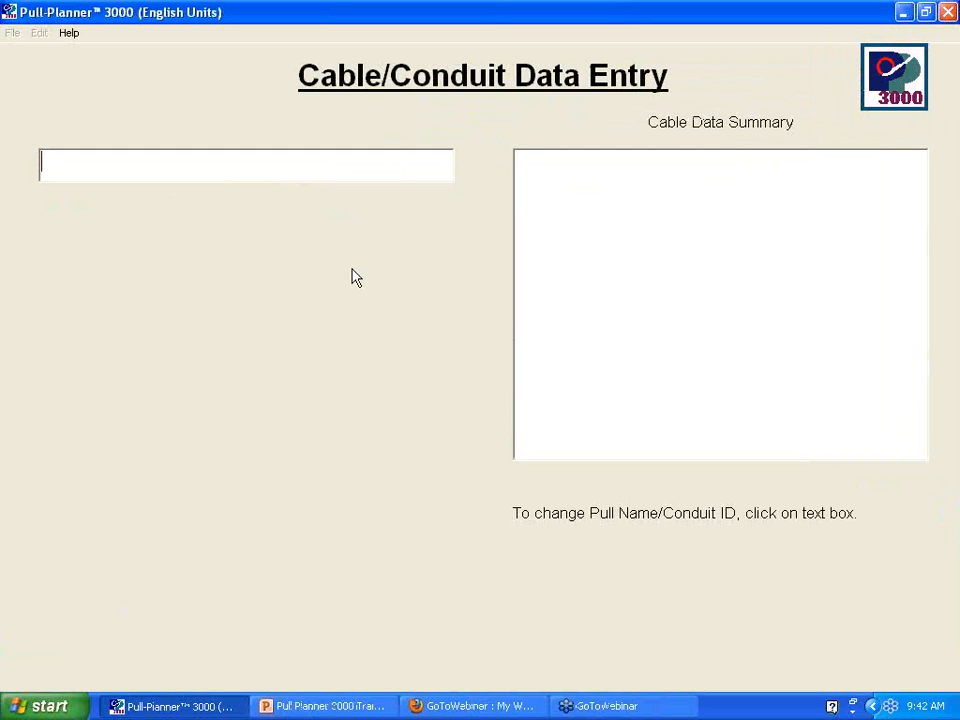 Pull-Planner™ 3000 (English Units)
File Edit Help
Cable/Conduit Data Entry
3000
Cable Data Summary
To change Pull Name/Conduit ID, click on text box.
start
Pull-Planner™ 3000 (...
Pull Planner 3000 Trai...
GoToWebinar : My W...
GoToWebinar
9:42 AM